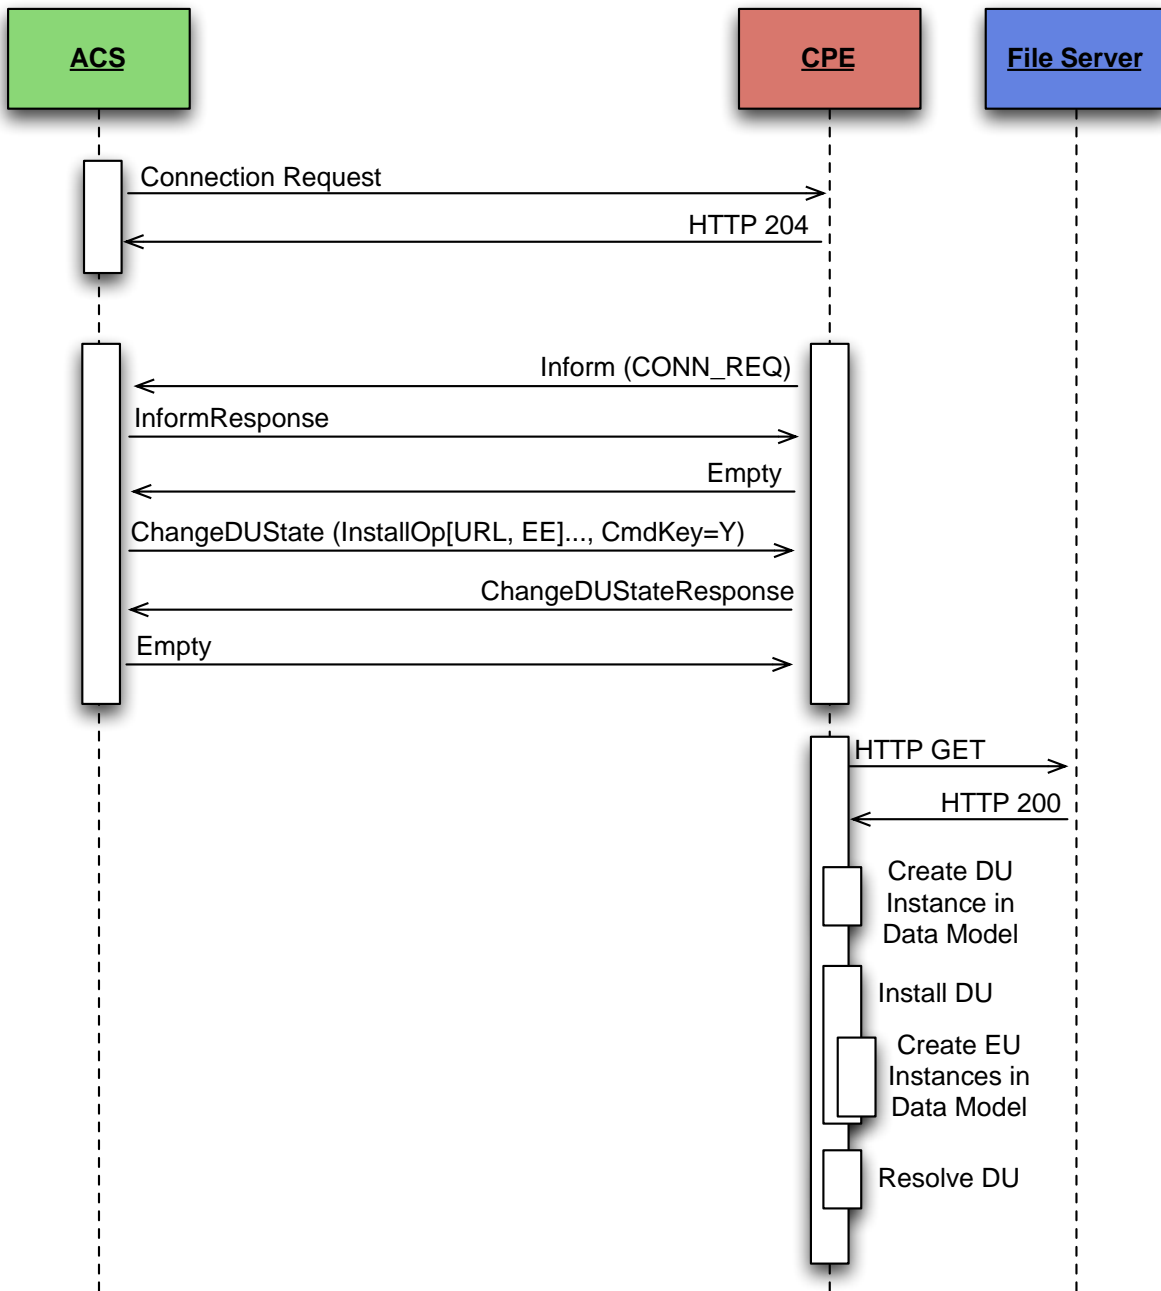 ACS
CPE
File Server
Connection Request
HTTP 204
Inform (CONN_REQ)
InformResponse
Empty
ChangeDUState (InstallOp[URL, EE]..., CmdKey=Y)
ChangeDUStateResponse
Empty
HTTP GET
HTTP 200
Create DU
Instance in
Data Model
Install DU
Create EU
Instances in
Data Model
Resolve DU